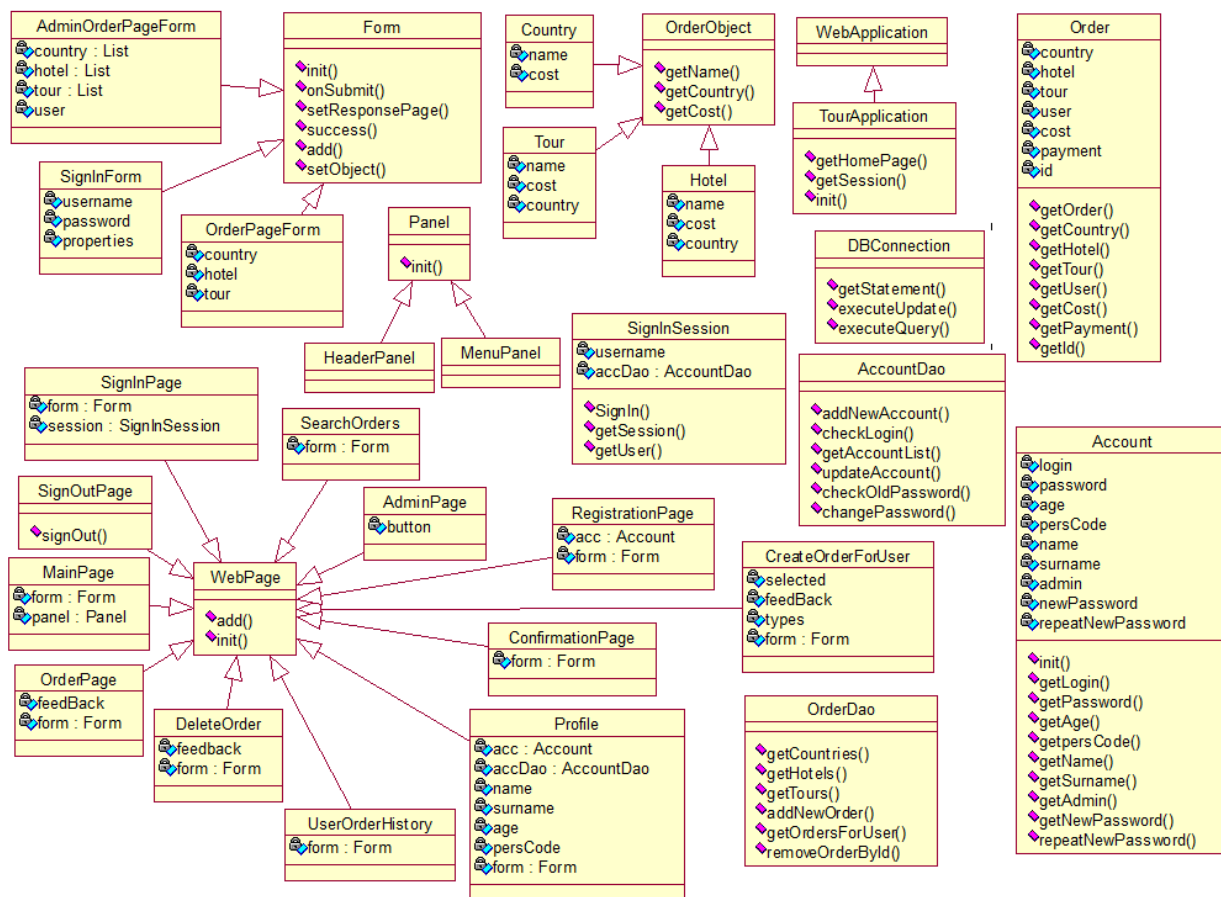 AdminOrderPageForm
country : List
hotel : List
tour : List
user
Form
init()
onSubmit()
setResponsePage()
success()
add()
setObject()
Country
name
cost
OrderObject
getName()
getCountry()
getCost()
WebApplication
Order
country
hotel
tour
user
cost
payment
id
getOrder()
getCountry()
getHotel()
getTour()
getUser()
getCost()
getPayment()
getId()
TourApplication
getHomePage()
getSession()
init()
Tour
name
cost
country
Hotel
name
cost
country
SignInForm
username
password
properties
OrderPageForm
country
hotel
tour
Panel
init()
DBConnection
getStatement()
executeUpdate()
executeQuery()
HeaderPanel
MenuPanel
SignInSession
username
accDao : AccountDao
SignIn()
getSession()
getUser()
AccountDao
addNewAccount()
checkLogin()
getAccountList()
updateAccount()
checkOldPassword()
changePassword()
SignInPage
form : Form
session : SignInSession
SearchOrders
form : Form
Account
login
password
age
persCode
name
surname
admin
newPassword
repeatNewPassword
init()
getLogin()
getPassword()
getAge()
getpersCode()
getName()
getSurname()
getAdmin()
getNewPassword()
repeatNewPassword()
SignOutPage
signOut()
AdminPage
button
RegistrationPage
acc : Account
form : Form
CreateOrderForUser
selected
feedBack
types
form : Form
MainPage
form : Form
panel : Panel
WebPage
add()
init()
ConfirmationPage
form : Form
OrderPage
feedBack
form : Form
DeleteOrder
feedback
form : Form
Profile
acc : Account
accDao : AccountDao
name
surname
age
persCode
form : Form
OrderDao
getCountries()
getHotels()
getTours()
addNewOrder()
getOrdersForUser()
removeOrderById()
UserOrderHistory
form : Form